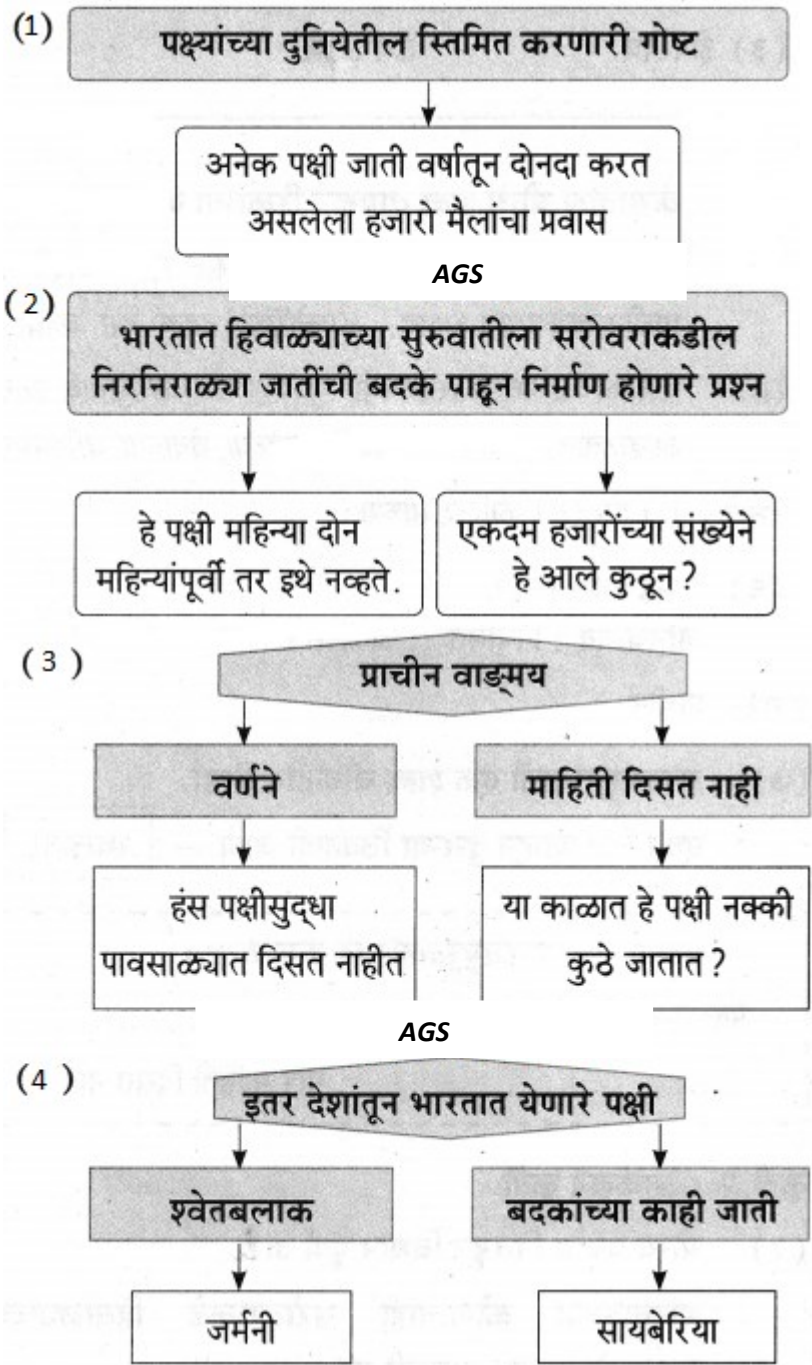 (1)
पक्ष्यांच्या दुनियेतील स्तिमित करणारी गोष्ट
अनेक पक्षी जाती वर्षातून दोनदा करत
असलेला हजारो मैलांचा प्रवास
AGS
(2)
भारतात हिवाळ्याच्या सुरुवातीला सरोवराकडील
निरनिराळ्या जातींची बदके पाहून निर्माण होणारे प्रश्न
हे पक्षी महिन्या दोन
महिन्यांपूर्वी तर इथे नव्हते.
एकदम हजारोंच्या संख्येने
हे आले कुठून ?
(3)
प्राचीन वाङ्मय
वर्णने
माहिती दिसत नाही
हंस पक्षीसुद्धा
पावसाळ्यात दिसत नाहीत
या काळात हे पक्षी नक्की
कुठे जातात ?
AGS
(4)
इतर देशांतून भारतात येणारे पक्षी
श्वेतबलाक
बदकांच्या काही जाती
जर्मनी
सायबेरिया